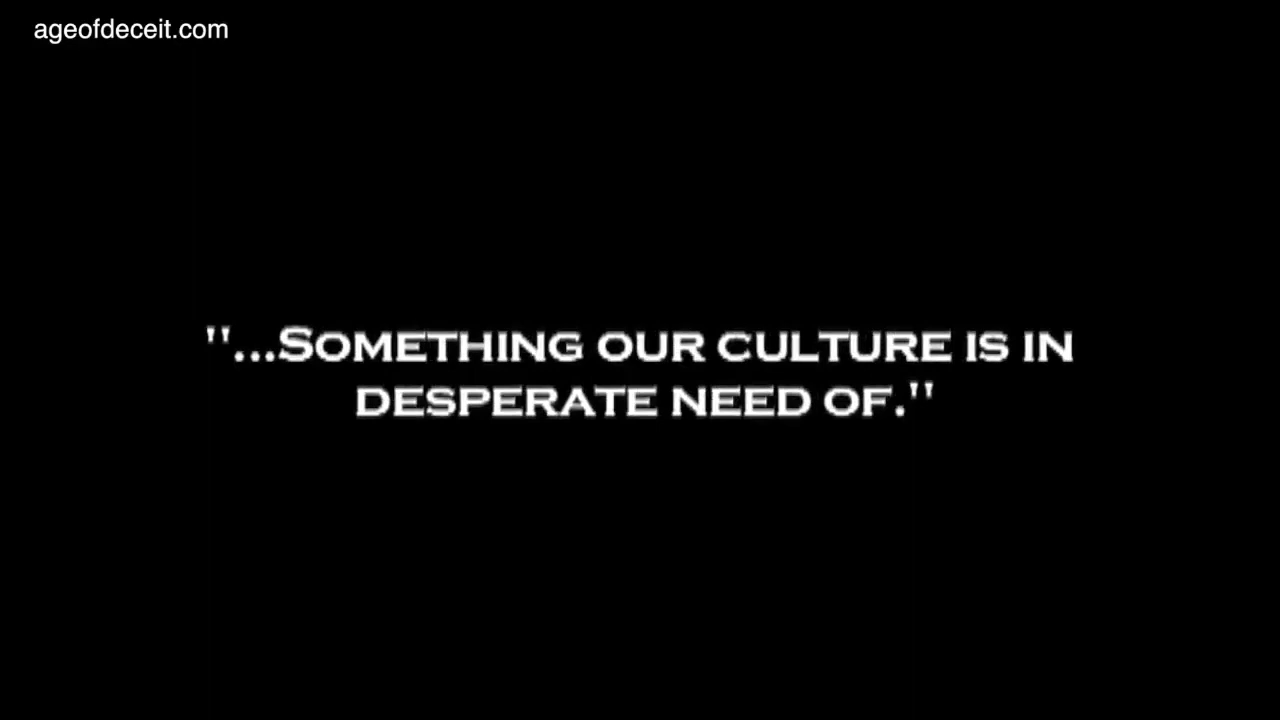 ageofdeceit.com
"...SOMETHING OUR CULTURE IS IN
DESPERATE NEED OF."